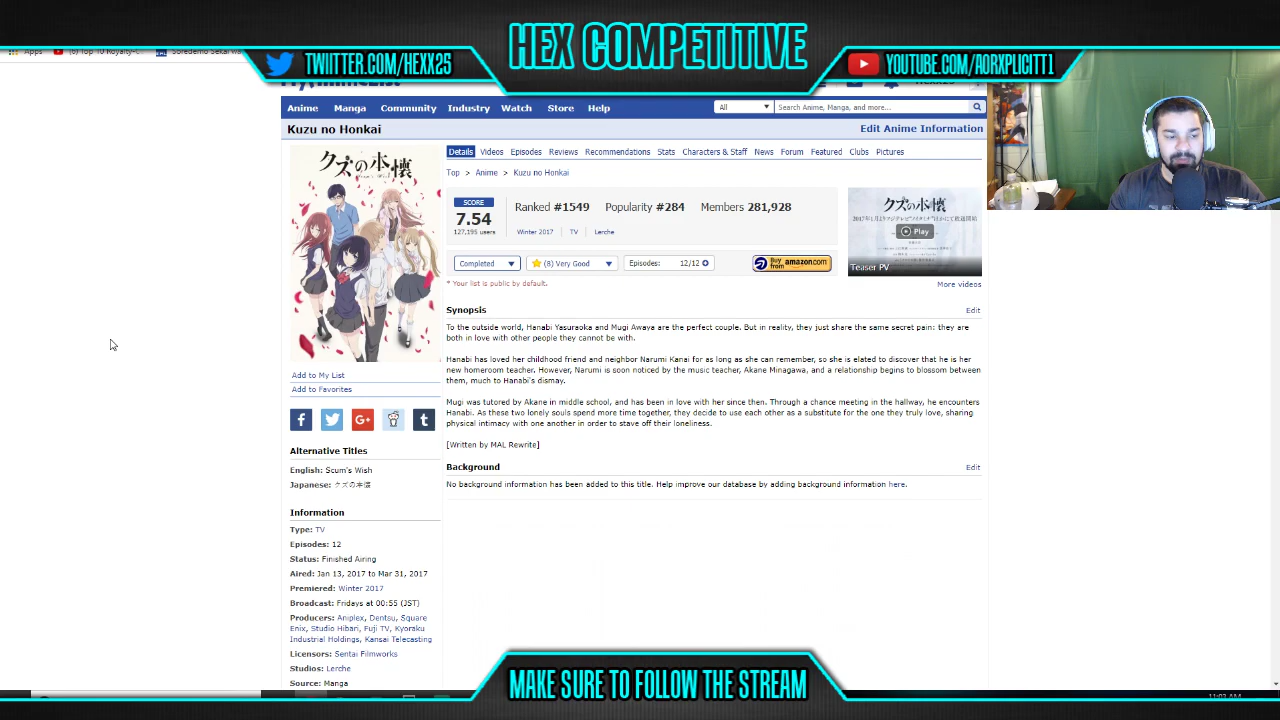 HEX COMPETITIVE
TWIITTER.COM/HEXX25
YOUTUBE.COM/AORXPLICITT1
Apps
Anime Manga Community Industry Watch Store Help
All
Search Anime, Manga, and more...
Kuzu no Honkai
Edit Anime Information
クズの本懐
Details Videos Episodes Reviews Recommendations Stats Characters & Staff News Forum Featured Clubs Pictures
Top > Anime > Kuzu no Honkai
SCORE
7.54
127,195 users
Ranked #1549 Popularity #284 Members 281,928
Winter 2017 TV Lerche
クズの本懐
Play
Teaser PV
Completed
(8) Very Good
Episodes: 12/12
Buy from amazon.com
* Your list is public by default.
More videos
Synopsis
Edit
To the outside world, Hanabi Yasuraoka and Mugi Awaya are the perfect couple. But in reality, they just share the same secret pain: they are
both in love with other people they cannot be with.
Hanabi has loved her childhood friend and neighbor Narumi Kanai for as long as she can remember, so she is elated to discover that he is her
new homeroom teacher. However, Narumi is soon noticed by the music teacher, Akane Minagawa, and a relationship begins to blossom between
them, much to Hanabi's dismay.
Mugi was tutored by Akane in middle school, and has been in love with her since then. Through a chance meeting in the hallway, he encounters
Hanabi. As these two lonely souls spend more time together, they decide to use each other as a substitute for the one they truly love, sharing
physical intimacy with one another in order to stave off their loneliness.
[Written by MAL Rewrite]
Background
Edit
No background information has been added to this title. Help improve our database by adding background information here.
Add to My List
Add to Favorites
Alternative Titles
English: Scum's Wish
Japanese: クズの本懐
Information
Type: TV
Episodes: 12
Status: Finished Airing
Aired: Jan 13, 2017 to Mar 31, 2017
Premiered: Winter 2017
Broadcast: Fridays at 00:55 (JST)
Producers: Aniplex, Dentsu, Square
Enix, Studio Hibari, Fuji TV, Kyoraku
Industrial Holdings, Kansai Telecasting
Licensors: Sentai Filmworks
Studios: Lerche
Source: Manga
MAKE SURE TO FOLLOW THE STREAM